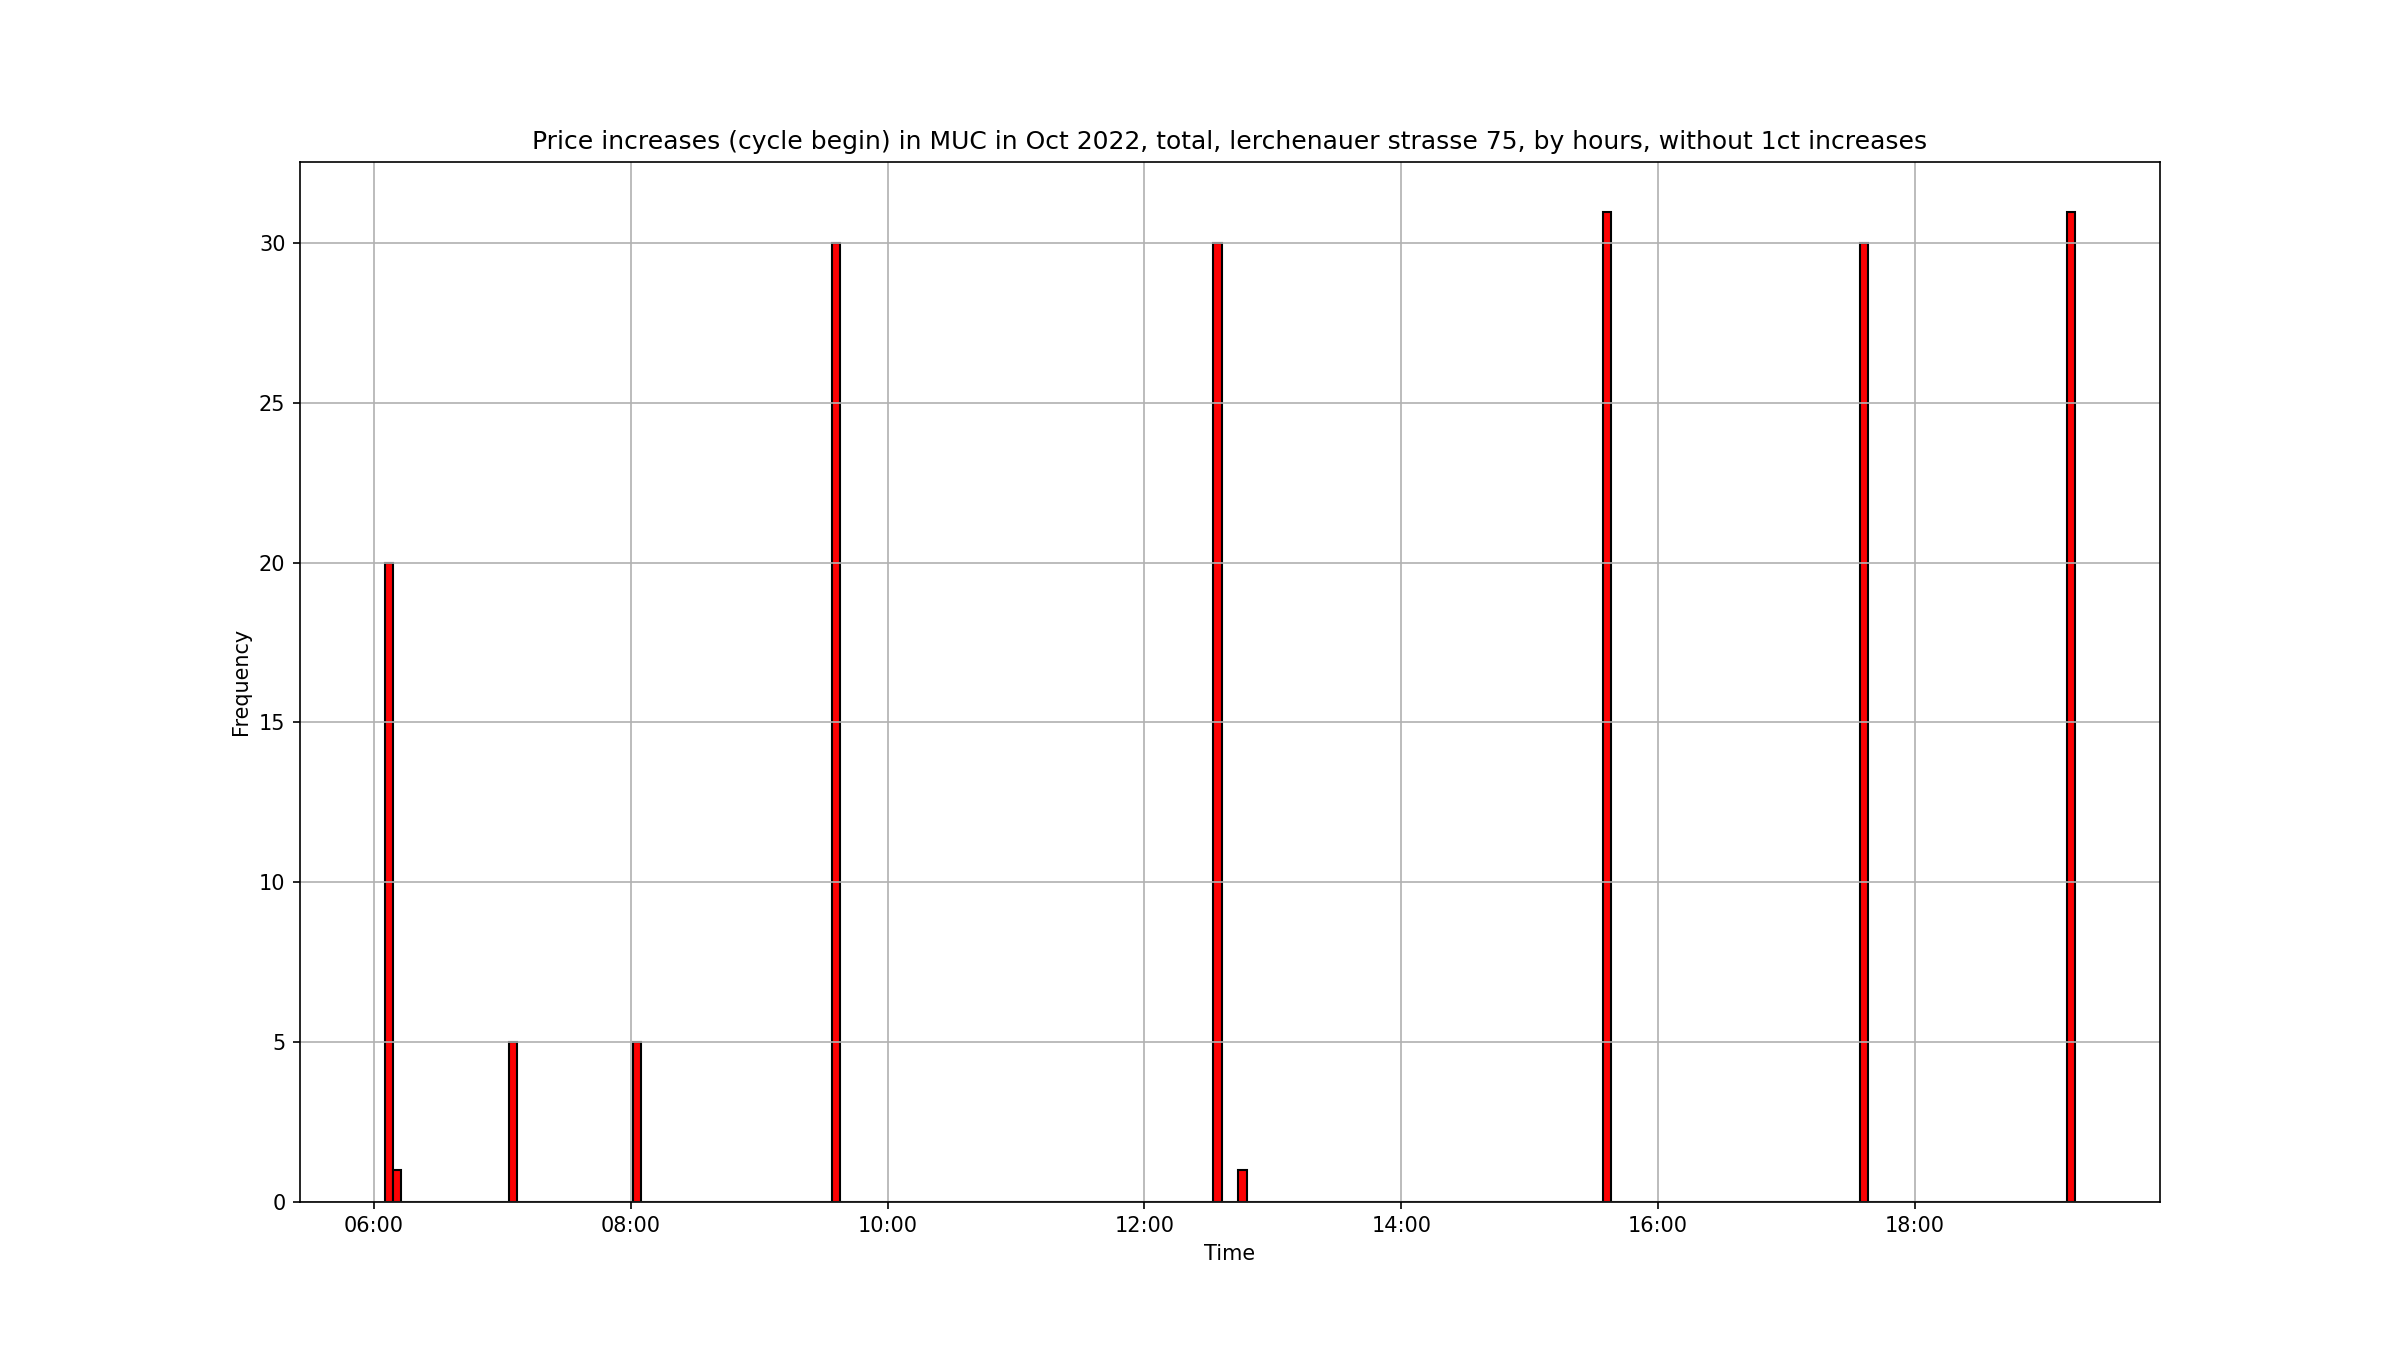 Price increases (cycle begin) in MUC in Oct 2022, total, lerchenauer strasse 75, by hours, without 1ct increases
30
25
20
15
10
5
0
Frequency
06:00 08:00 10:00 12:00 14:00 16:00 18:00
Time